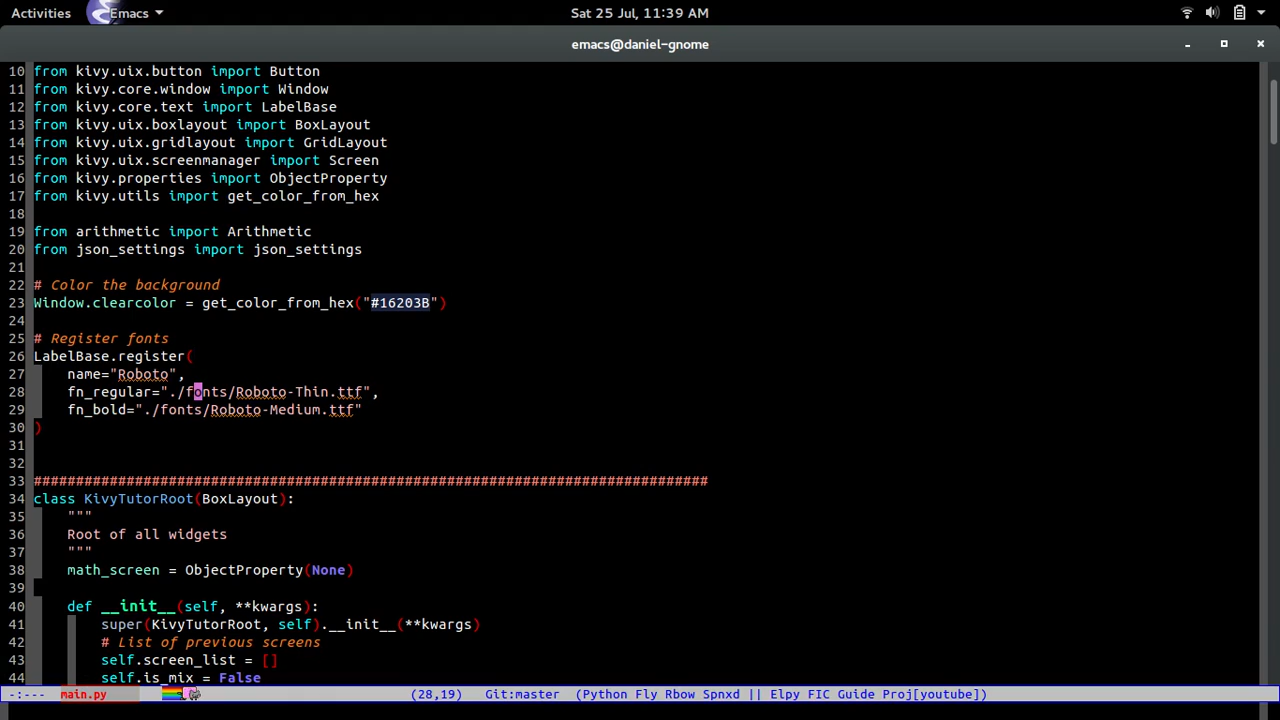 Activities Emacs Sat 25 Jul, 11:39 AM
emacs@daniel-gnome
10 from kivy.uix.button import Button
11 from kivy.core.window import Window
12 from kivy.core.text import LabelBase
13 from kivy.uix.boxlayout import BoxLayout
14 from kivy.uix.gridlayout import GridLayout
15 from kivy.uix.screenmanager import Screen
16 from kivy.properties import ObjectProperty
17 from kivy.utils import get_color_from_hex
18
19 from arithmetic import Arithmetic
20 from json_settings import json_settings
21
22 # Color the background
23 Window.clearcolor = get_color_from_hex("#16203B")
24
25 # Register fonts
26 LabelBase.register(
27     name="Roboto",
28     fn_regular="./fonts/Roboto-Thin.ttf",
29     fn_bold="./fonts/Roboto-Medium.ttf"
30 )
31
32
33 ################################################################################
34 class KivyTutorRoot(BoxLayout):
35     """
36     Root of all widgets
37     """
38     math_screen = ObjectProperty(None)
39
40     def __init__(self, **kwargs):
41         super(KivyTutorRoot, self).__init__(**kwargs)
42         # List of previous screens
43         self.screen_list = []
44         self.is_mix = False
-:--- main.py (28,19) Git:master (Python Fly Rbow Spnxd || Elpy FIC Guide Proj[youtube])